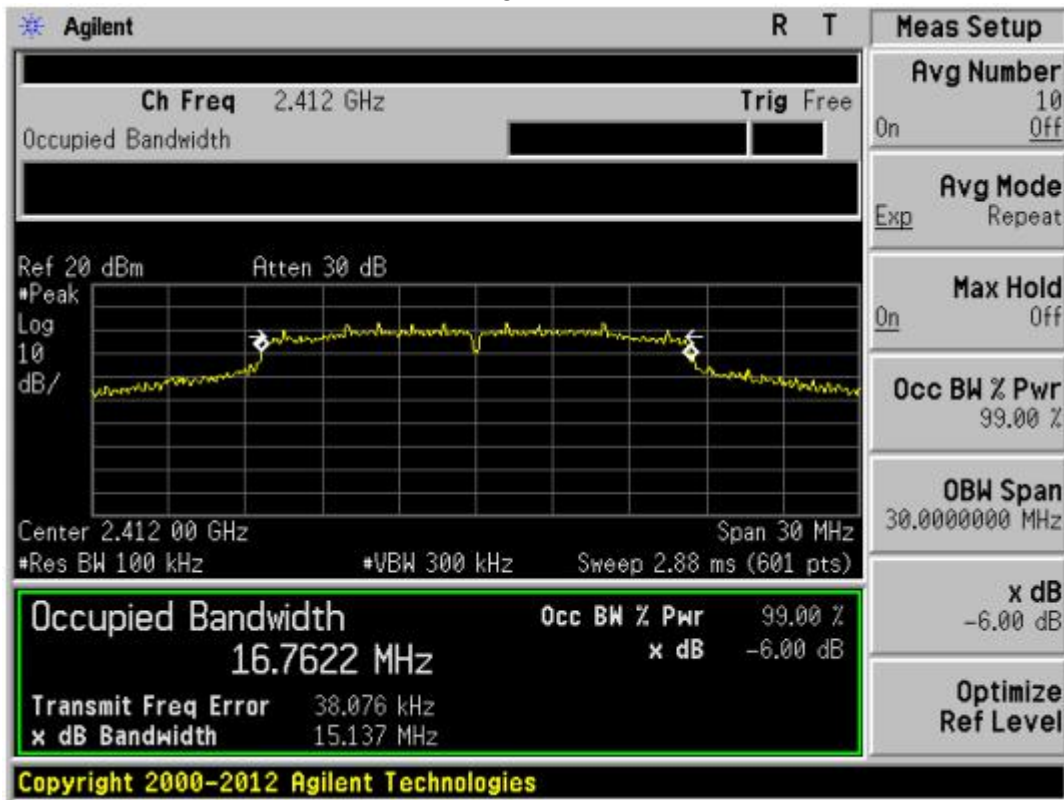 Agilent R T
Ch Freq 2.412 GHz Trig Free
Occupied Bandwidth
Ref 20 dBm Atten 30 dB
#Peak
Log
10
dB/
Center 2.412 00 GHz Span 30 MHz
#Res BW 100 kHz #VBW 300 kHz Sweep 2.88 ms (601 pts)
Occupied Bandwidth
16.7622 MHz
Occ BW % Pwr 99.00 %
x dB -6.00 dB
Transmit Freq Error 38.076 kHz
x dB Bandwidth 15.137 MHz
Copyright 2000-2012 Agilent Technologies
Meas Setup
Avg Number
10
On Off
Avg Mode
Exp Repeat
Max Hold
On Off
Occ BW % Pwr
99.00 %
OBW Span
30.0000000 MHz
x dB
-6.00 dB
Optimize
Ref Level